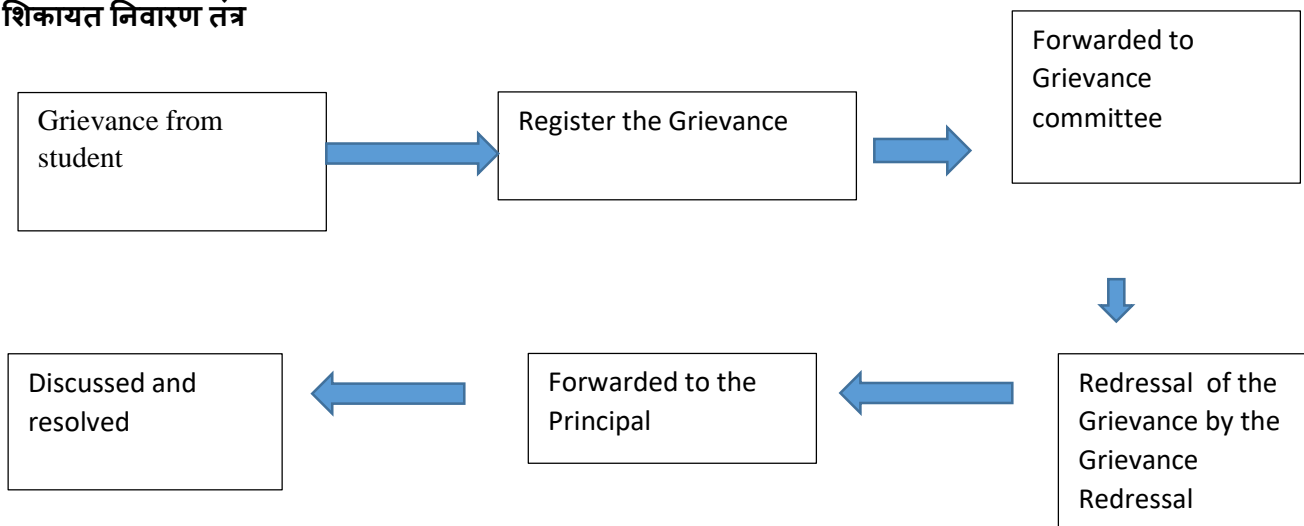 शिकायत निवारण तंत्र
Grievance from
student
Register the Grievance
Forwarded to
Grievance
committee
Redressal of the
Grievance by the
Grievance
Redressal
Forwarded to the
Principal
Discussed and
resolved